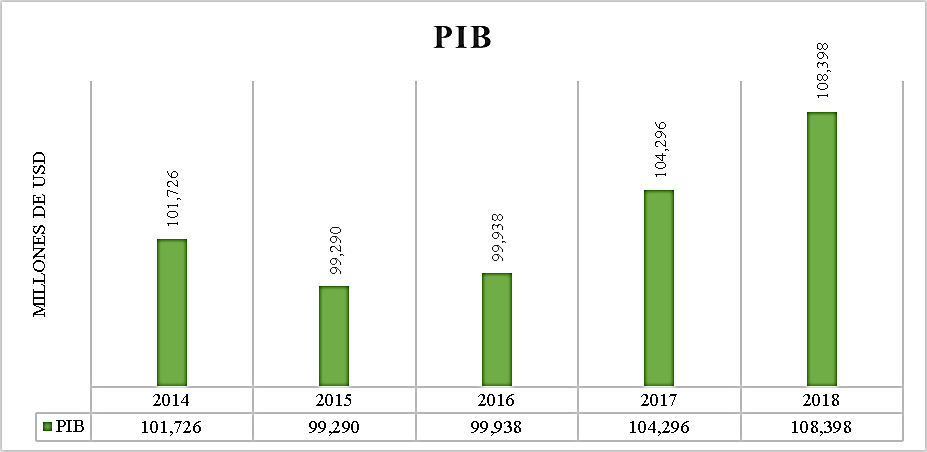 PIB
MILLONES DE USD
101,726
99,290
99,938
104,296
108,398
2014 2015 2016 2017 2018
PIB 101,726 99,290 99,938 104,296 108,398